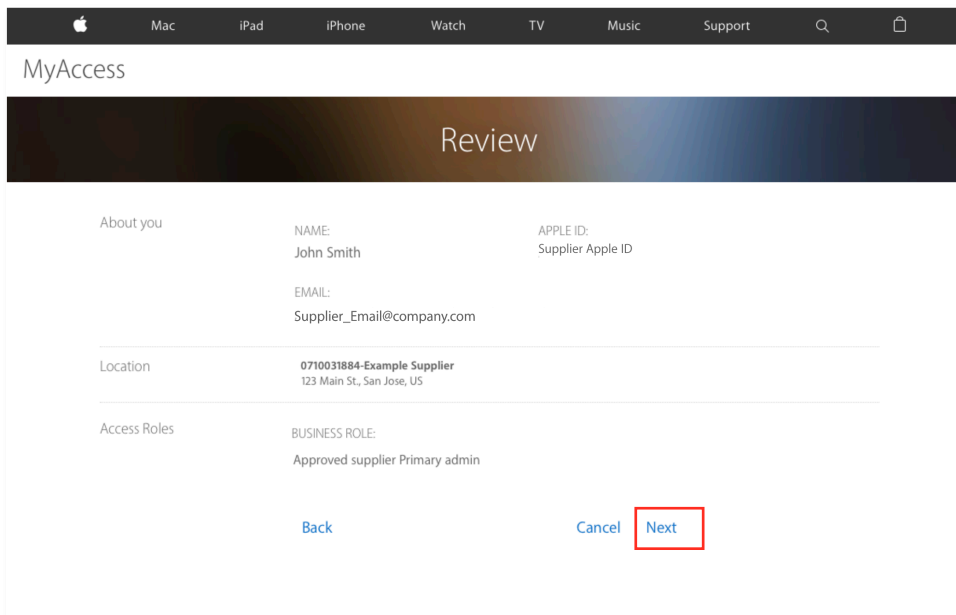 Mac iPad iPhone Watch TV Music Support
MyAccess
Review
About you
NAME:
John Smith
APPLE ID:
Supplier Apple ID
EMAIL:
Supplier_Email@company.com
Location
0710031884-Example Supplier
123 Main St., San Jose, US
Access Roles
BUSINESS ROLE:
Approved supplier Primary admin
Back Cancel Next